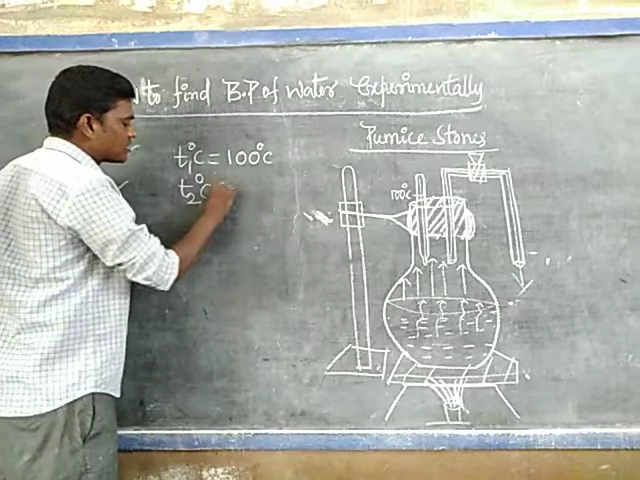 to find B.P of water Experimentally
Pumice Stones
t₁°C = 100°C
t₂°C =
100°C